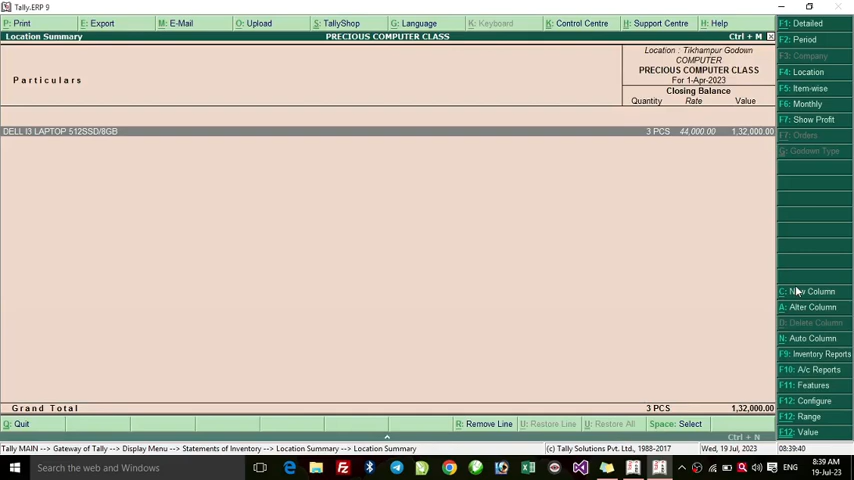 Tally.ERP 9
P: Print
E: Export
M: E-Mail
O: Upload
S: TallyShop
G: Language
K: Keyboard
K: Control Centre
H: Support Centre
H: Help
Location Summary
PRECIOUS COMPUTER CLASS
Ctrl + M
Particulars
Location : Tikhampur Godown
COMPUTER
PRECIOUS COMPUTER CLASS
For 1-Apr-2023
Closing Balance
Quantity Rate Value
DELL I3 LAPTOP 512SSD/8GB 3 PCS 44,000.00 1,32,000.00
Grand Total 3 PCS 1,32,000.00
F1: Detailed
F2: Period
F3: Company
F4: Location
F5: Item-wise
F6: Monthly
F7: Show Profit
F7: Orders
G: Godown Type
C: New Column
A: Alter Column
D: Delete Column
N: Auto Column
F9: Inventory Reports
F10: A/c Reports
F11: Features
F12: Configure
F12: Range
F12: Value
Q: Quit
R: Remove Line
U: Restore Line
U: Restore All
Space: Select
Ctrl + N
Tally MAIN --> Gateway of Tally --> Display Menu --> Statements of Inventory --> Location Summary --> Location Summary
(c) Tally Solutions Pvt. Ltd., 1988-2017
Wed, 19 Jul, 2023
08:39:40
Search the web and Windows
ENG
8:39 AM
19-Jul-23